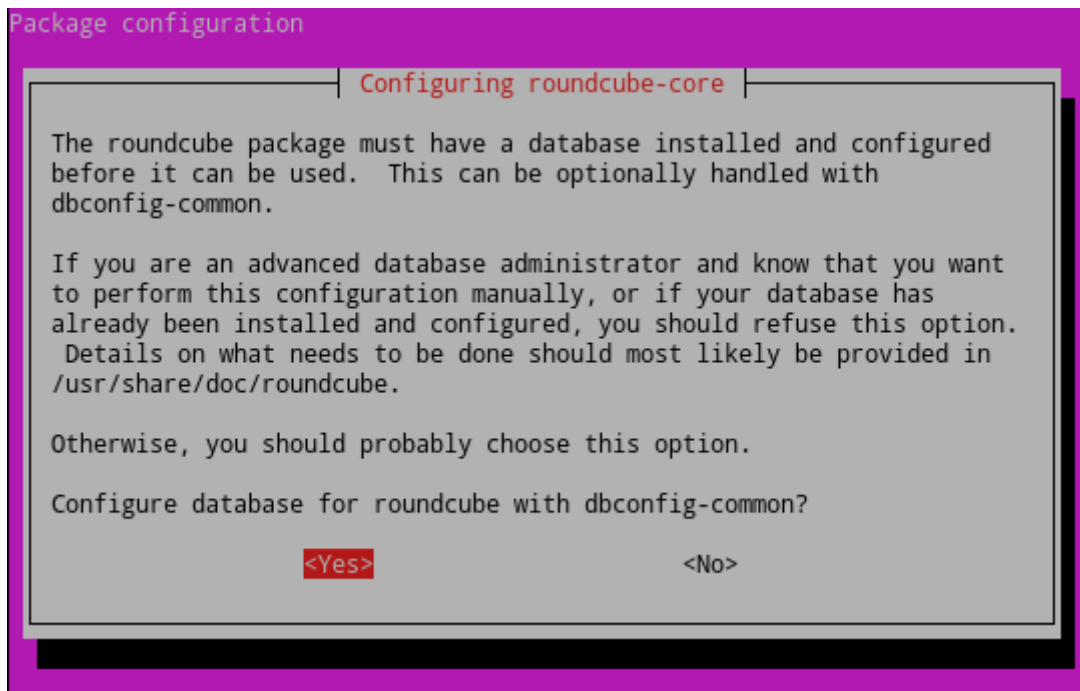 Package configuration
Configuring roundcube-core
The roundcube package must have a database installed and configured
before it can be used.  This can be optionally handled with
dbconfig-common.
If you are an advanced database administrator and know that you want
to perform this configuration manually, or if your database has
already been installed and configured, you should refuse this option.
Details on what needs to be done should most likely be provided in
/usr/share/doc/roundcube.
Otherwise, you should probably choose this option.
Configure database for roundcube with dbconfig-common?
<Yes> <No>